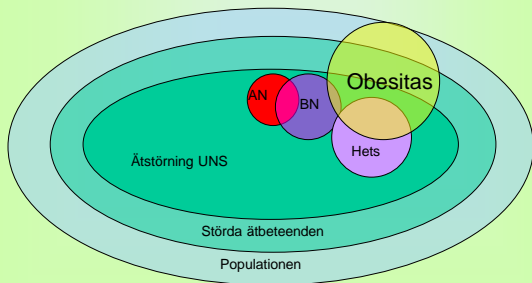 Obesitas
AN
BN
Hets
Ätstörning UNS
Störda ätbeteenden
Populationen